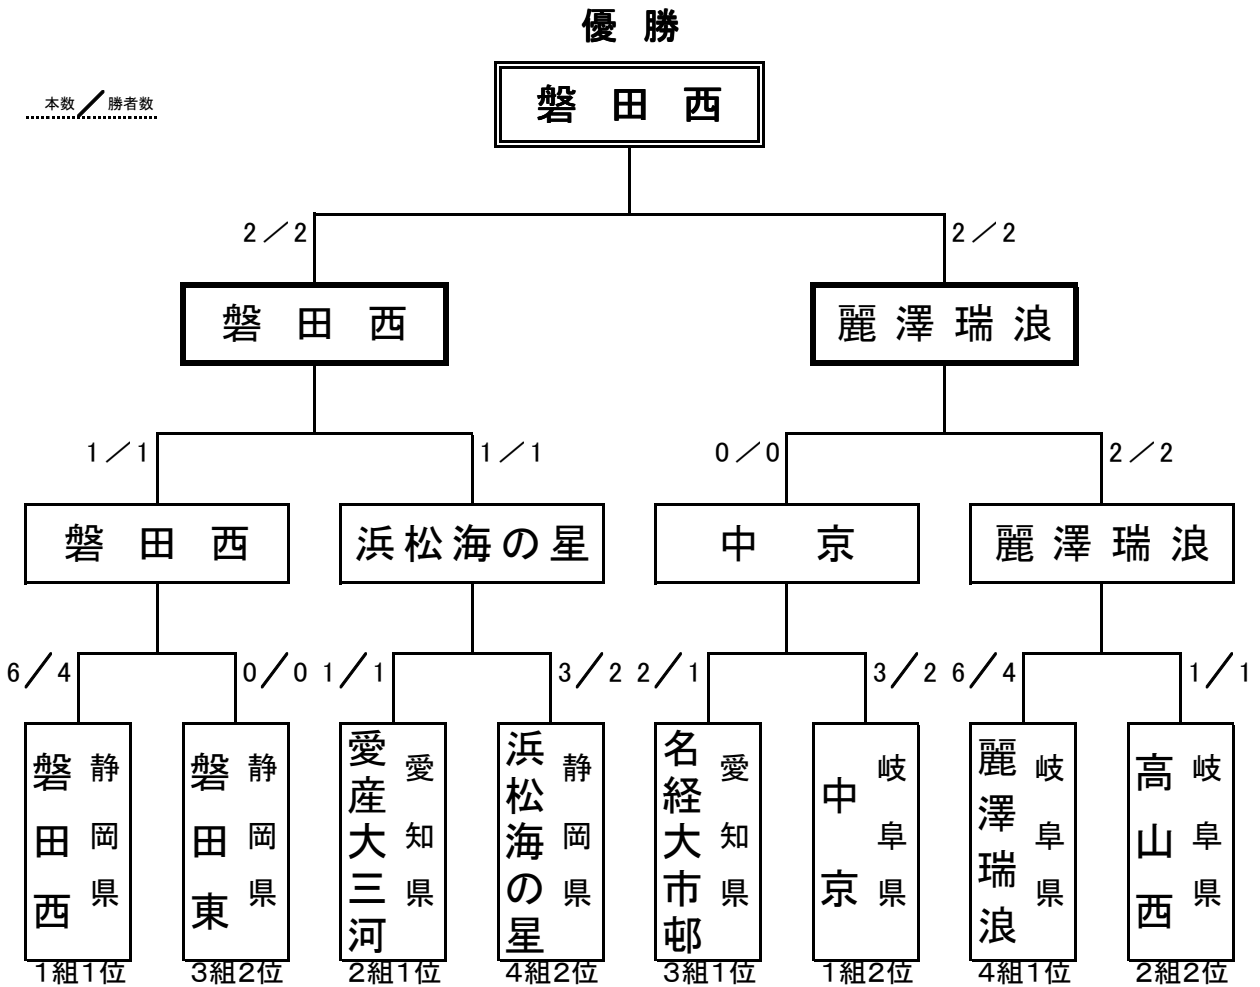 優勝
本数／勝者数
磐田西
2／2
2／2
磐田西
麗澤瑞浪
1／1
1／1
0／0
2／2
磐田西
浜松海の星
中京
麗澤瑞浪
6／4
0／0
1／1
3／2
2／1
3／2
6／4
1／1
磐田西
静岡県
磐田東
静岡県
愛産大三河
愛知県
浜松海の星
静岡県
名経大市邨
愛知県
中京
岐阜県
麗澤瑞浪
岐阜県
高山西
岐阜県
1組1位
3組2位
2組1位
4組2位
3組1位
1組2位
4組1位
2組2位